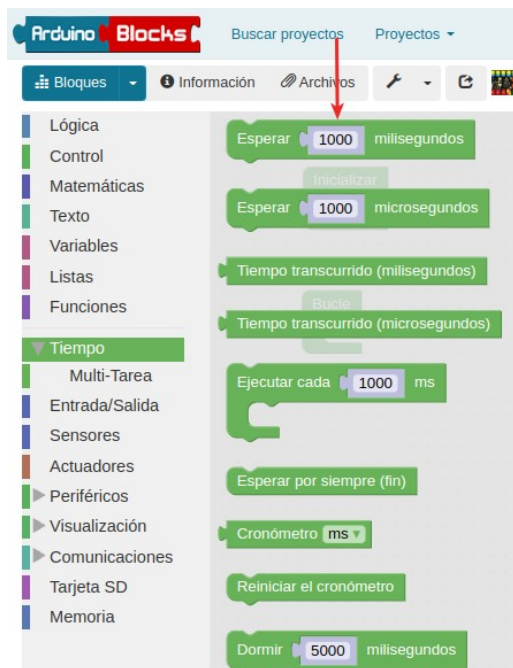 Arduino Blocks
Buscar proyectos
Proyectos
Bloques
Información
Archivos
Lógica
Control
Matemáticas
Texto
Variables
Listas
Funciones
Tiempo
Multi-Tarea
Entrada/Salida
Sensores
Actuadores
Periféricos
Visualización
Comunicaciones
Tarjeta SD
Memoria
Esperar 1000 milisegundos
Inicializar
Esperar 1000 microsegundos
Tiempo transcurrido (milisegundos)
Bucle
Tiempo transcurrido (microsegundos)
Ejecutar cada 1000 ms
Esperar por siempre (fin)
Cronómetro ms
Reiniciar el cronómetro
Dormir 5000 milisegundos